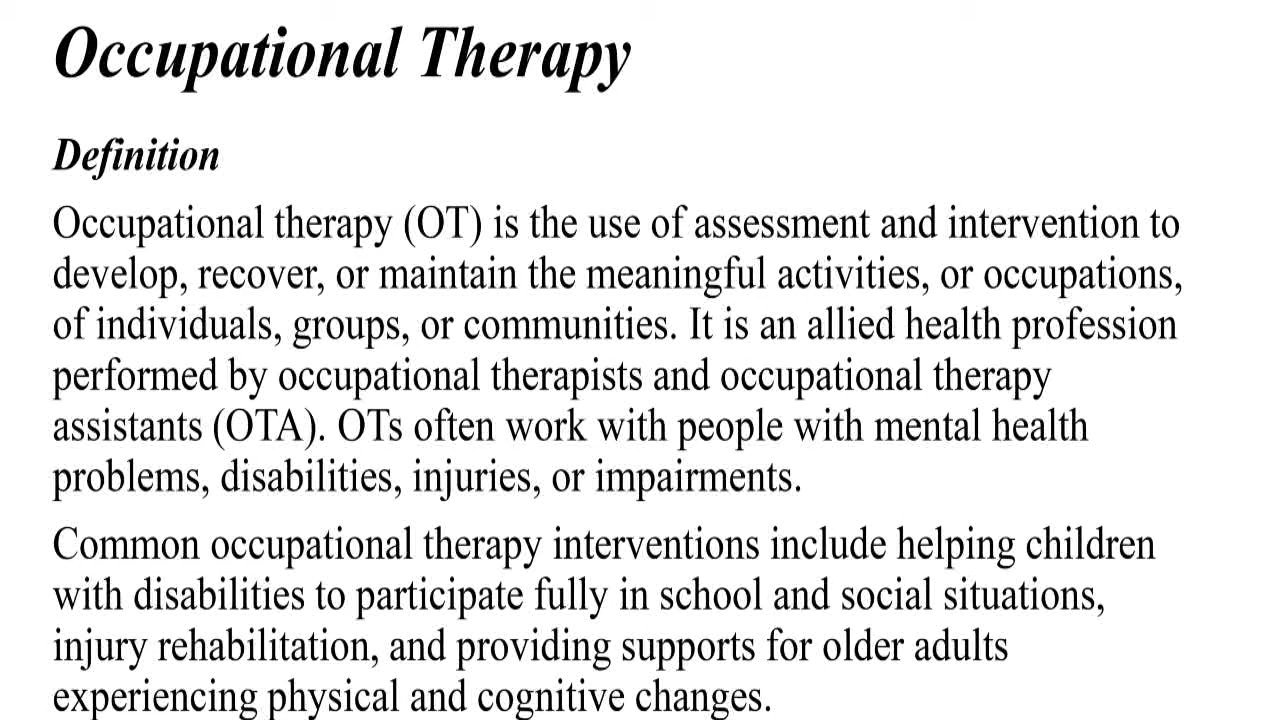 Occupational Therapy
Definition
Occupational therapy (OT) is the use of assessment and intervention to
develop, recover, or maintain the meaningful activities, or occupations,
of individuals, groups, or communities. It is an allied health profession
performed by occupational therapists and occupational therapy
assistants (OTA). OTs often work with people with mental health
problems, disabilities, injuries, or impairments.
Common occupational therapy interventions include helping children
with disabilities to participate fully in school and social situations,
injury rehabilitation, and providing supports for older adults
experiencing physical and cognitive changes.